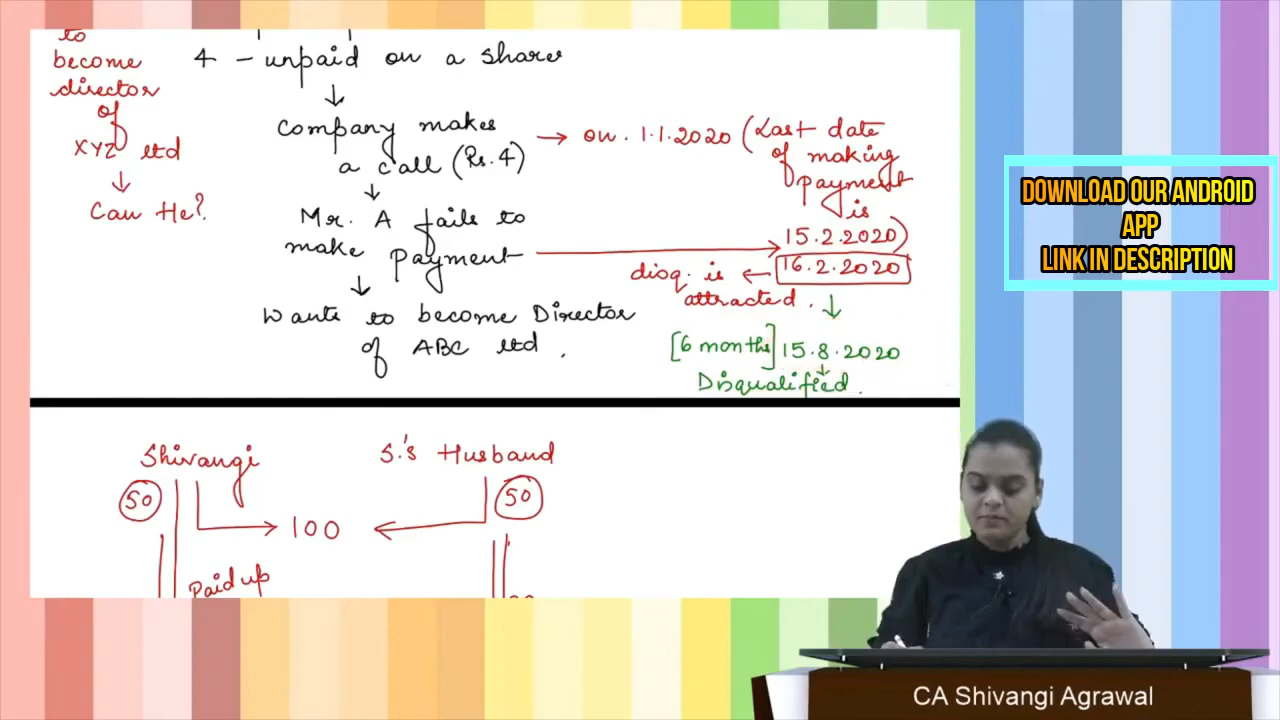 to
become
director
of
XYZ ltd
Can He?
4 - unpaid on a share
Company makes
a call (Rs. 4)
Mr. A fails to
make Payment
Wants to become Director
of ABC ltd.
on 1.1.2020 (Last date
of making
payment
is
15.2.2020)
16.2.2020
disq. is
attracted.
[6 months] 15.8.2020
Disqualified.
Shivangi
S.'s Husband
50
100
50
Paid up
DOWNLOAD OUR ANDROID
APP
LINK IN DESCRIPTION
CA Shivangi Agrawal